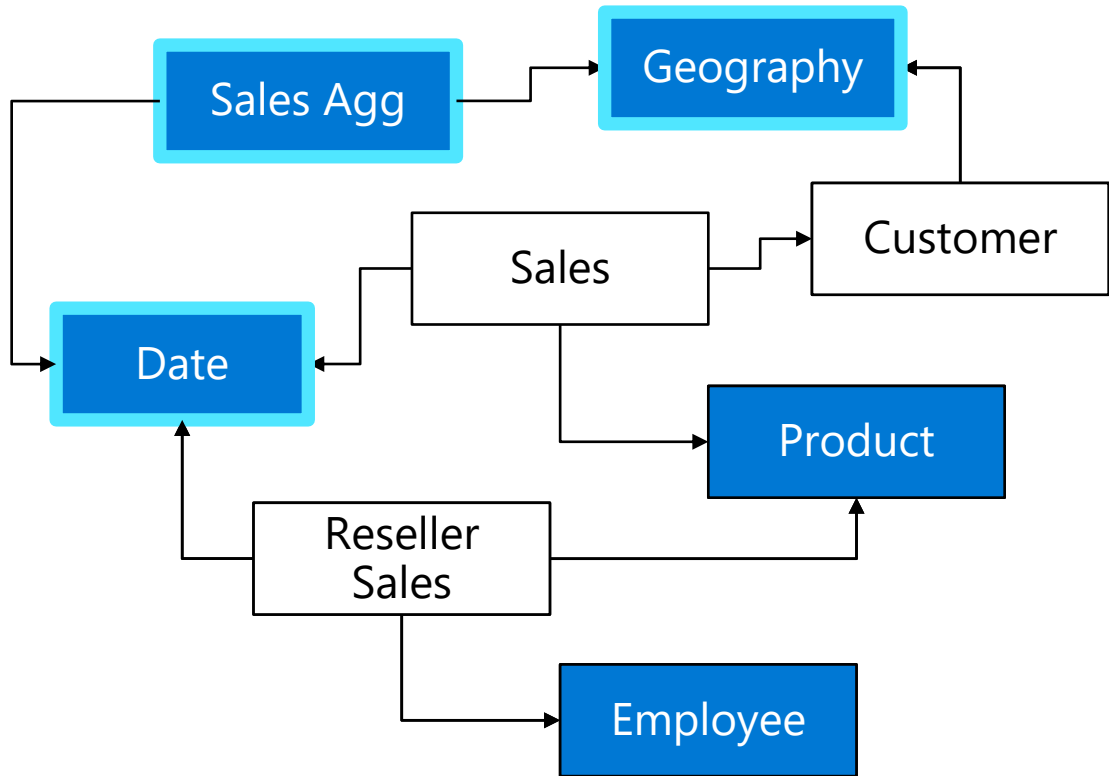 Geography
Sales Agg
Customer
Sales
Date
Product
Reseller
Sales
Employee